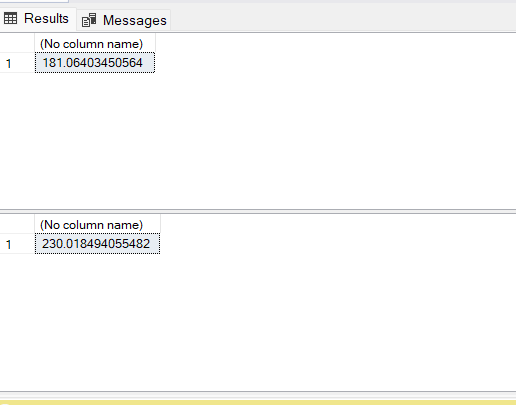 Results Messages
(No column name)
1 181.06403450564
(No column name)
1 230.018494055482